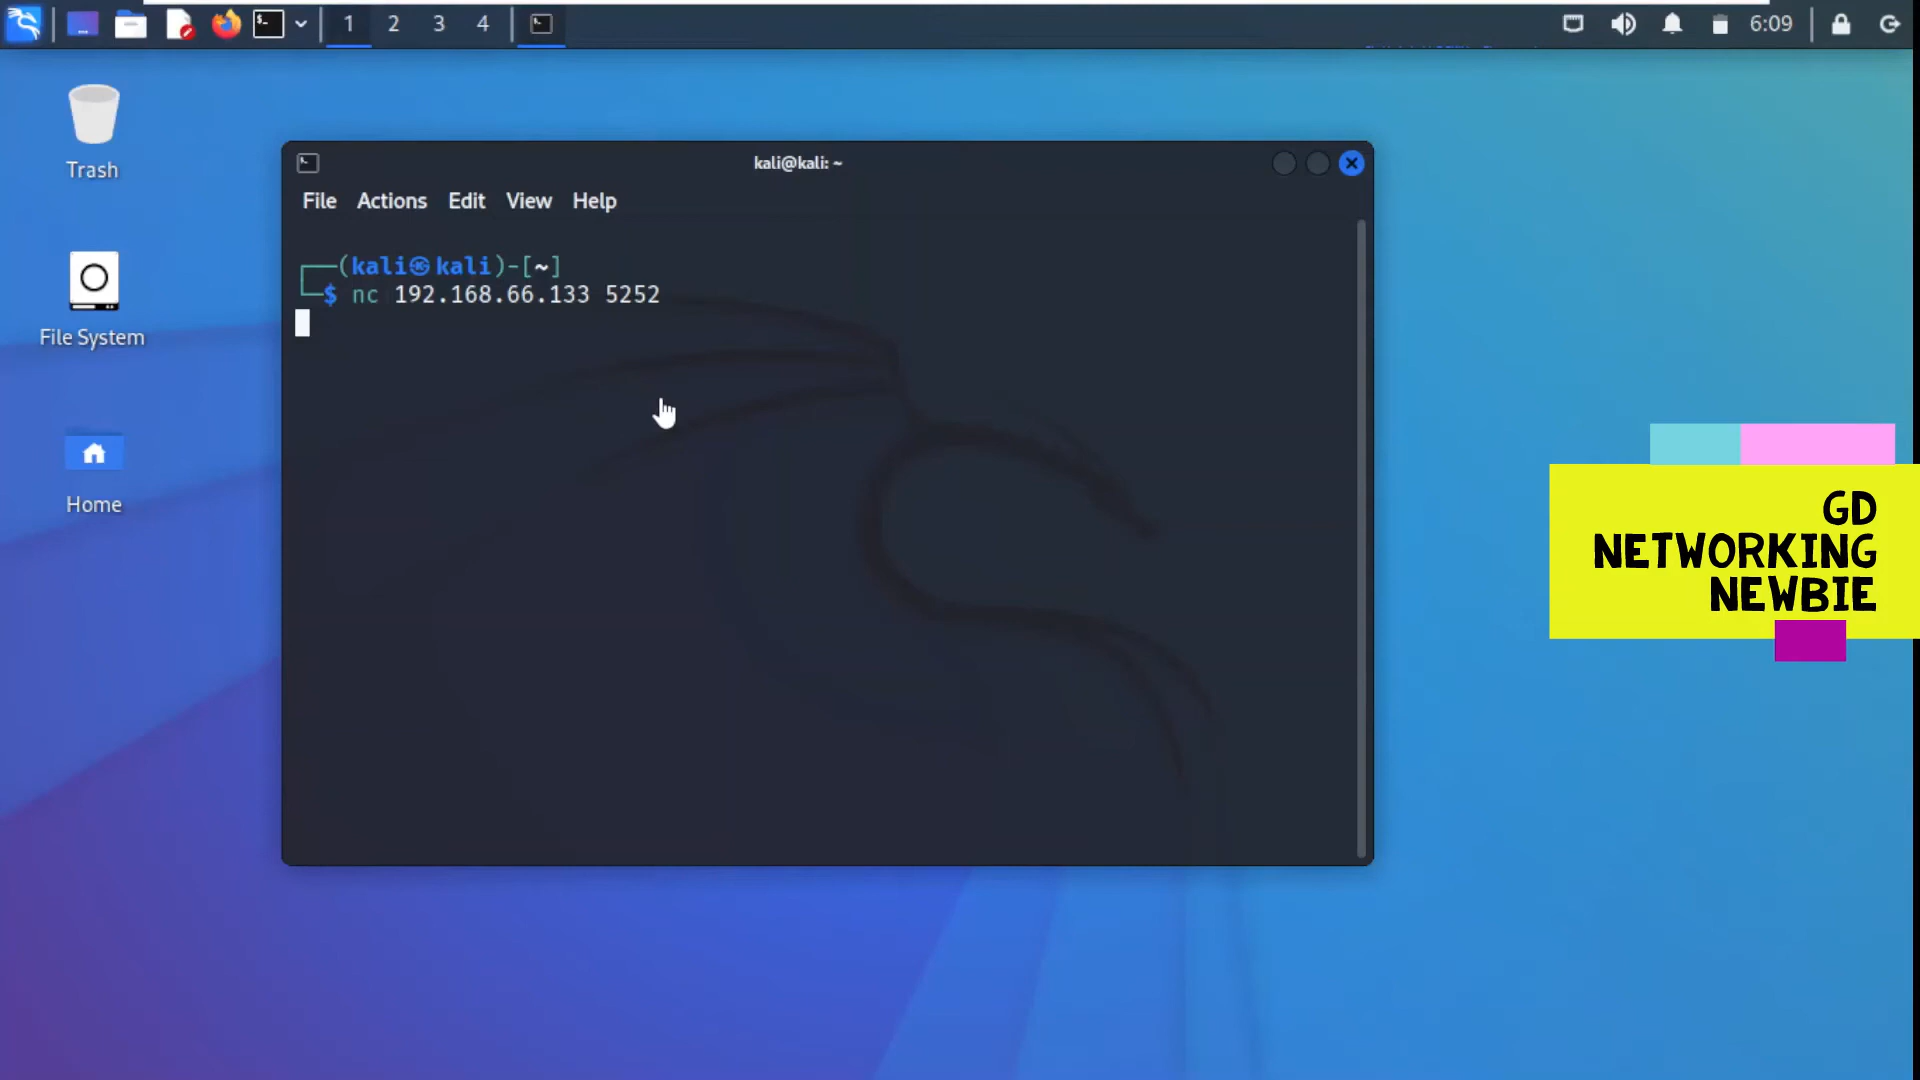 1 2 3 4
6:09
Trash
File System
Home
kali@kali: ~
File Actions Edit View Help
┌──(kali㉿kali)-[~]
└─$ nc 192.168.66.133 5252
GD
NETWORKING
NEWBIE